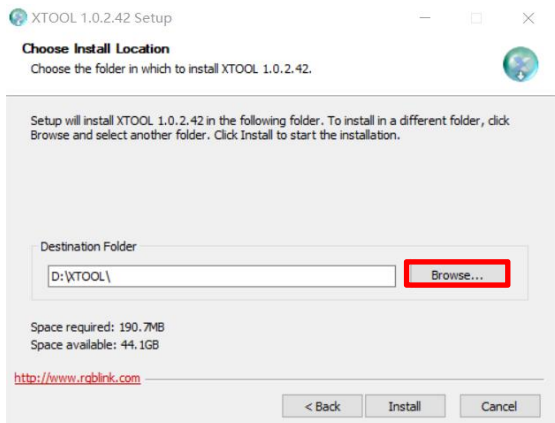 XTOOL 1.0.2.42 Setup
Choose Install Location
Choose the folder in which to install XTOOL 1.0.2.42.
Setup will install XTOOL 1.0.2.42 in the following folder. To install in a different folder, click
Browse and select another folder. Click Install to start the installation.
Destination Folder
D:\XTOOL\
Browse...
Space required: 190.7MB
Space available: 44.1GB
http://www.rgblink.com
< Back
Install
Cancel